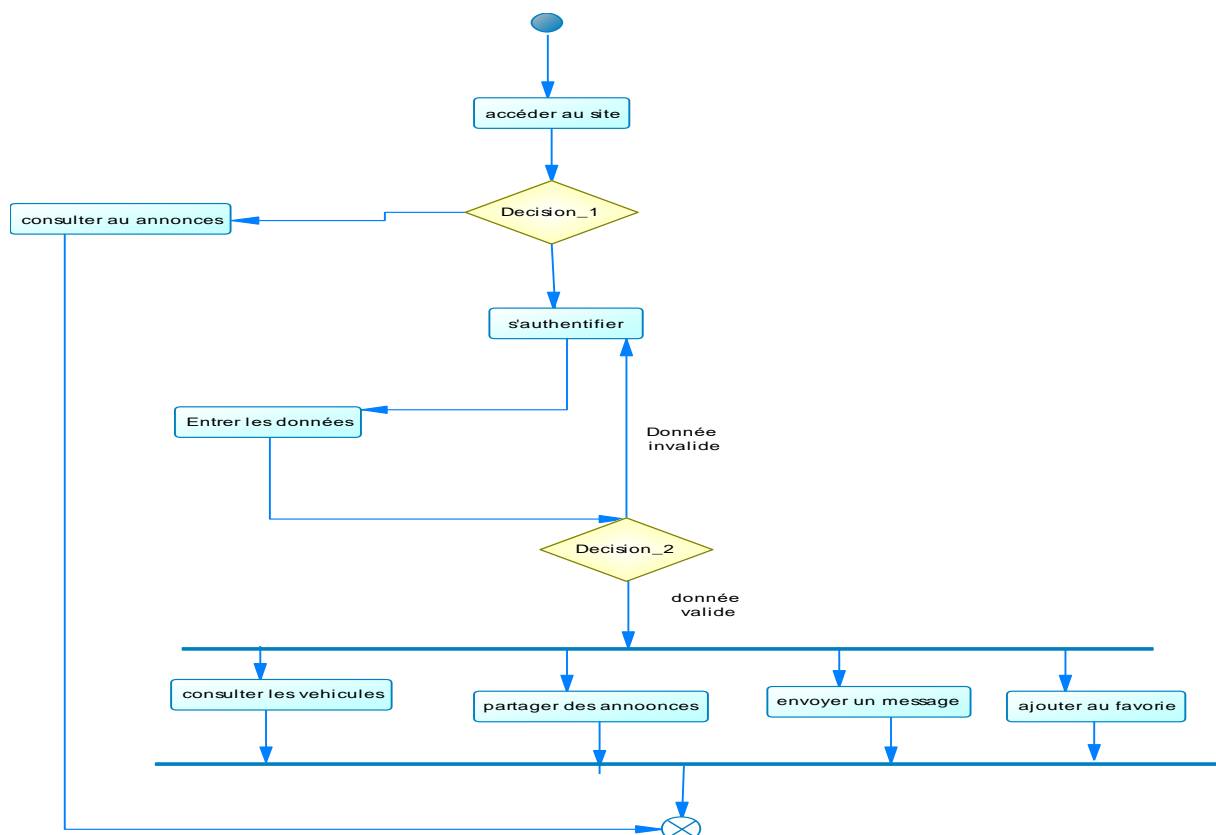 accéder au site
Decision_1
consulter au annonces
s'authentifier
Entrer les données
Donnée
invalide
Decision_2
donnée
valide
consulter les vehicules
partager des annoonces
envoyer un message
ajouter au favorie